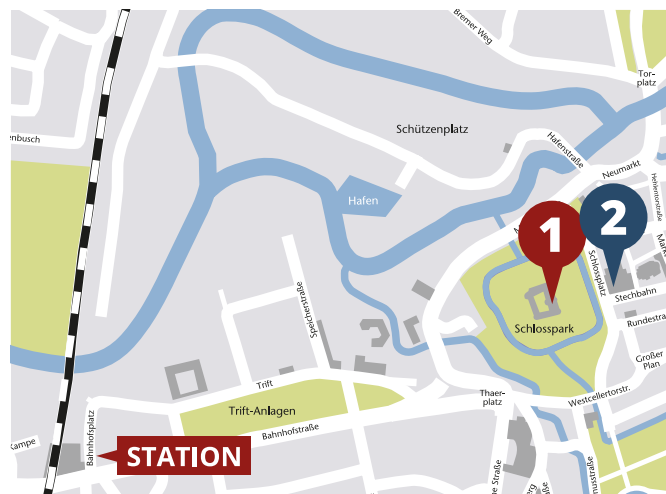 Bremer Weg
Tor-
platz
enbusch
Schützenplatz
Hafenstraße
Neumarkt
Hehlentorstraße
Hafen
1
2
Schlossplatz
Stechbahn
Speicherstraße
Schlosspark
Rundestra
Großer
Plan
Trift
Thaer-
platz
Westcellertorstr.
Trift-Anlagen
Bahnhofstraße
Kampe
Bahnhofsplatz
STATION